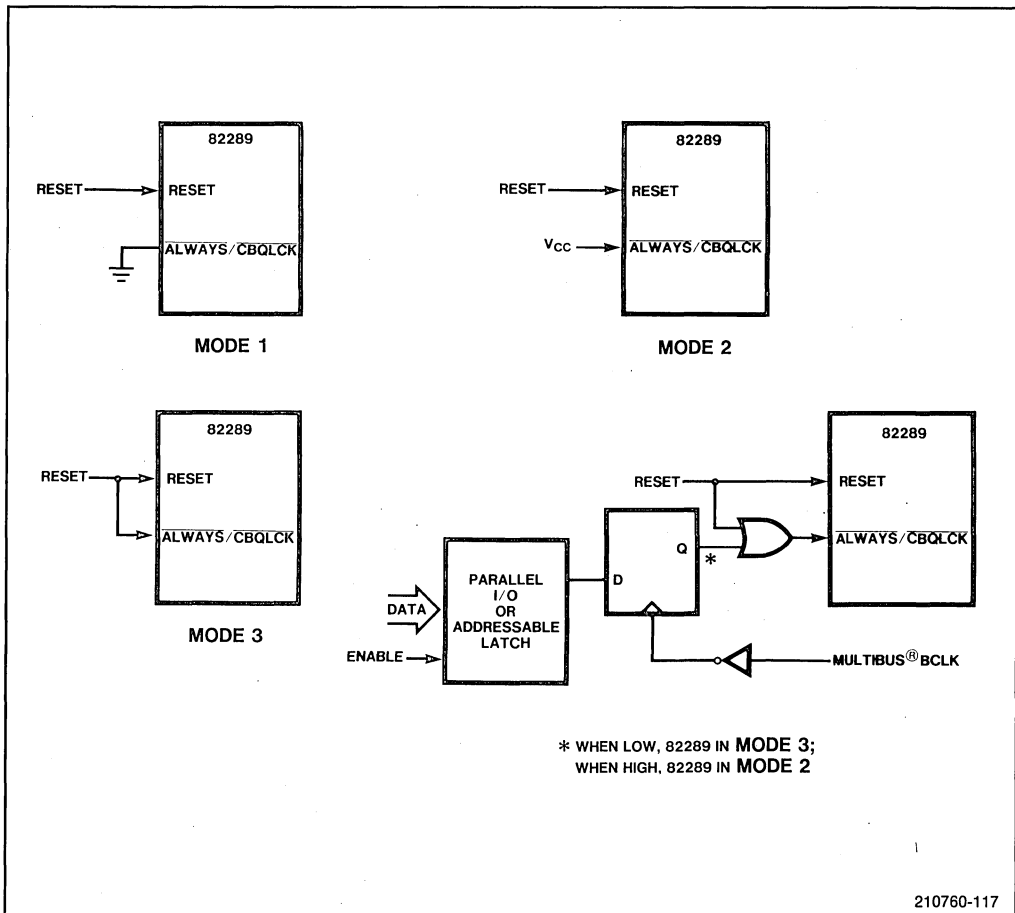 82289
RESET
RESET
ALWAYS/CBQLCK
MODE 1
82289
RESET
RESET
VCC
ALWAYS/CBQLCK
MODE 2
82289
RESET
RESET
ALWAYS/CBQLCK
MODE 3
DATA
ENABLE
PARALLEL
I/O
OR
ADDRESSABLE
LATCH
D
Q
*
RESET
82289
RESET
ALWAYS/CBQLCK
MULTIBUS® BCLK
* WHEN LOW, 82289 IN MODE 3;
WHEN HIGH, 82289 IN MODE 2
210760-117